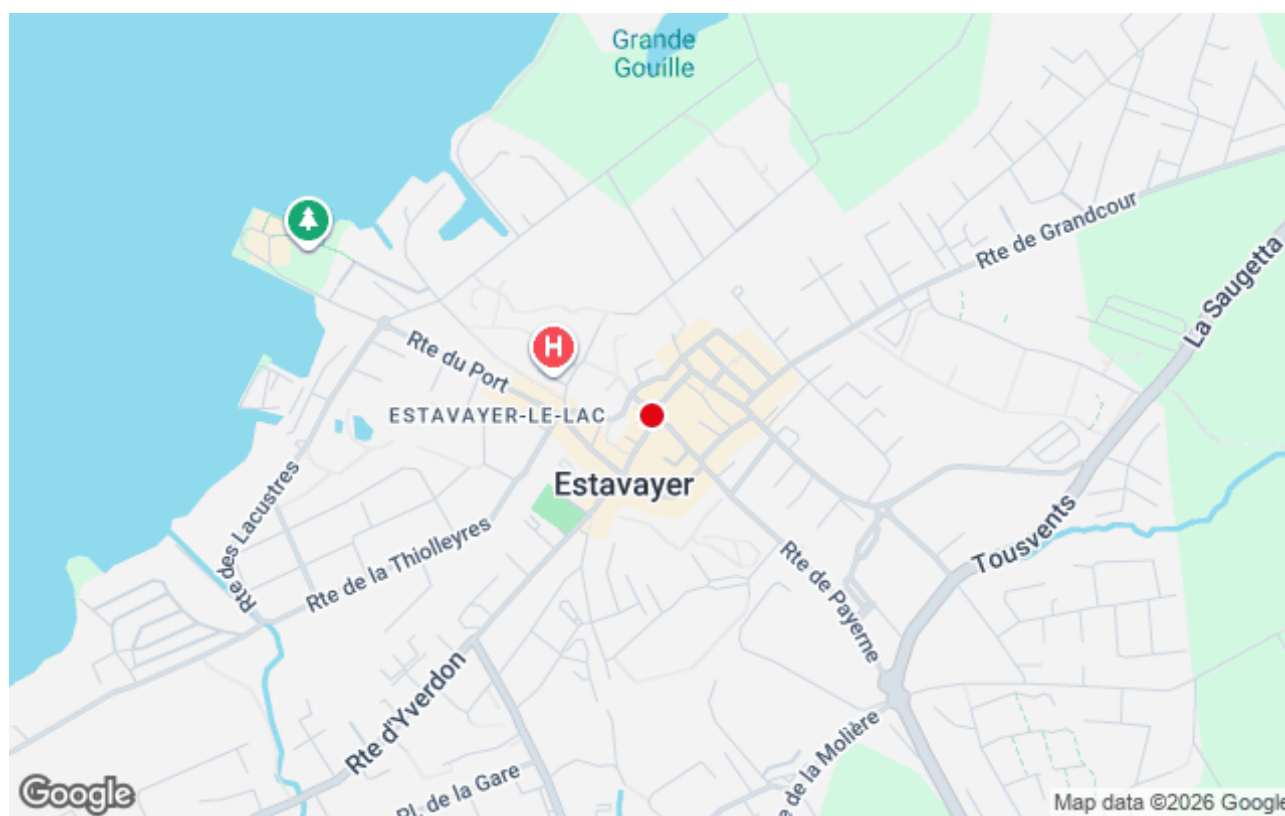 Grande
Gouille
Rte de Grandcour
La Saugetta
H
Rte du Port
ESTAVAYER-LE-LAC
Estavayer
Rte des Lacustres
Rte de la Thiolleyres
Tousvents
Rte de Payerne
Rte d'Yverdon
Pl. de la Gare
e de la Molière
Google
Map data ©2026 Google